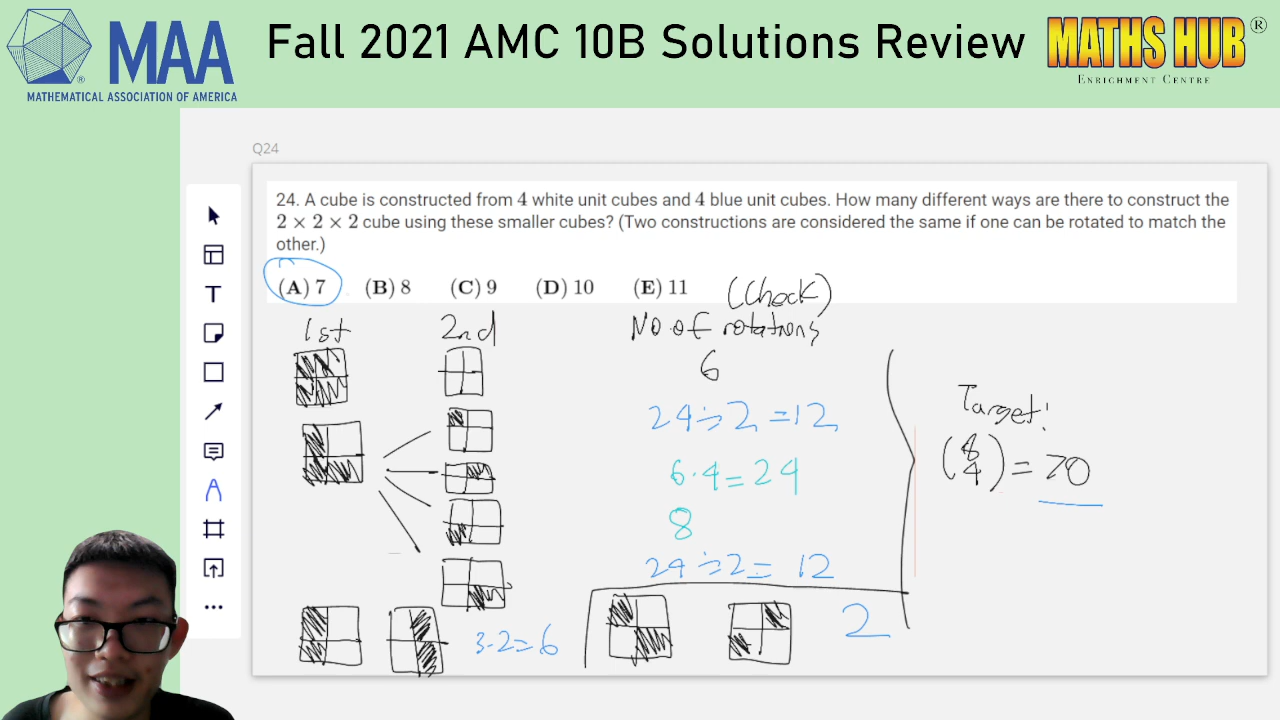 MAA
MATHEMATICAL ASSOCIATION OF AMERICA
Fall 2021 AMC 10B Solutions Review
MATHS HUB ®
ENRICHMENT CENTRE
Q24
24. A cube is constructed from 4 white unit cubes and 4 blue unit cubes. How many different ways are there to construct the
2 × 2 × 2 cube using these smaller cubes? (Two constructions are considered the same if one can be rotated to match the
other.)
(A) 7 (B) 8 (C) 9 (D) 10 (E) 11
(Check)
1st 2nd No of rotations
6
24÷2=12
6·4=24
8
24÷2=12
3·2=6
2
Target:
(8 4) = 70
T